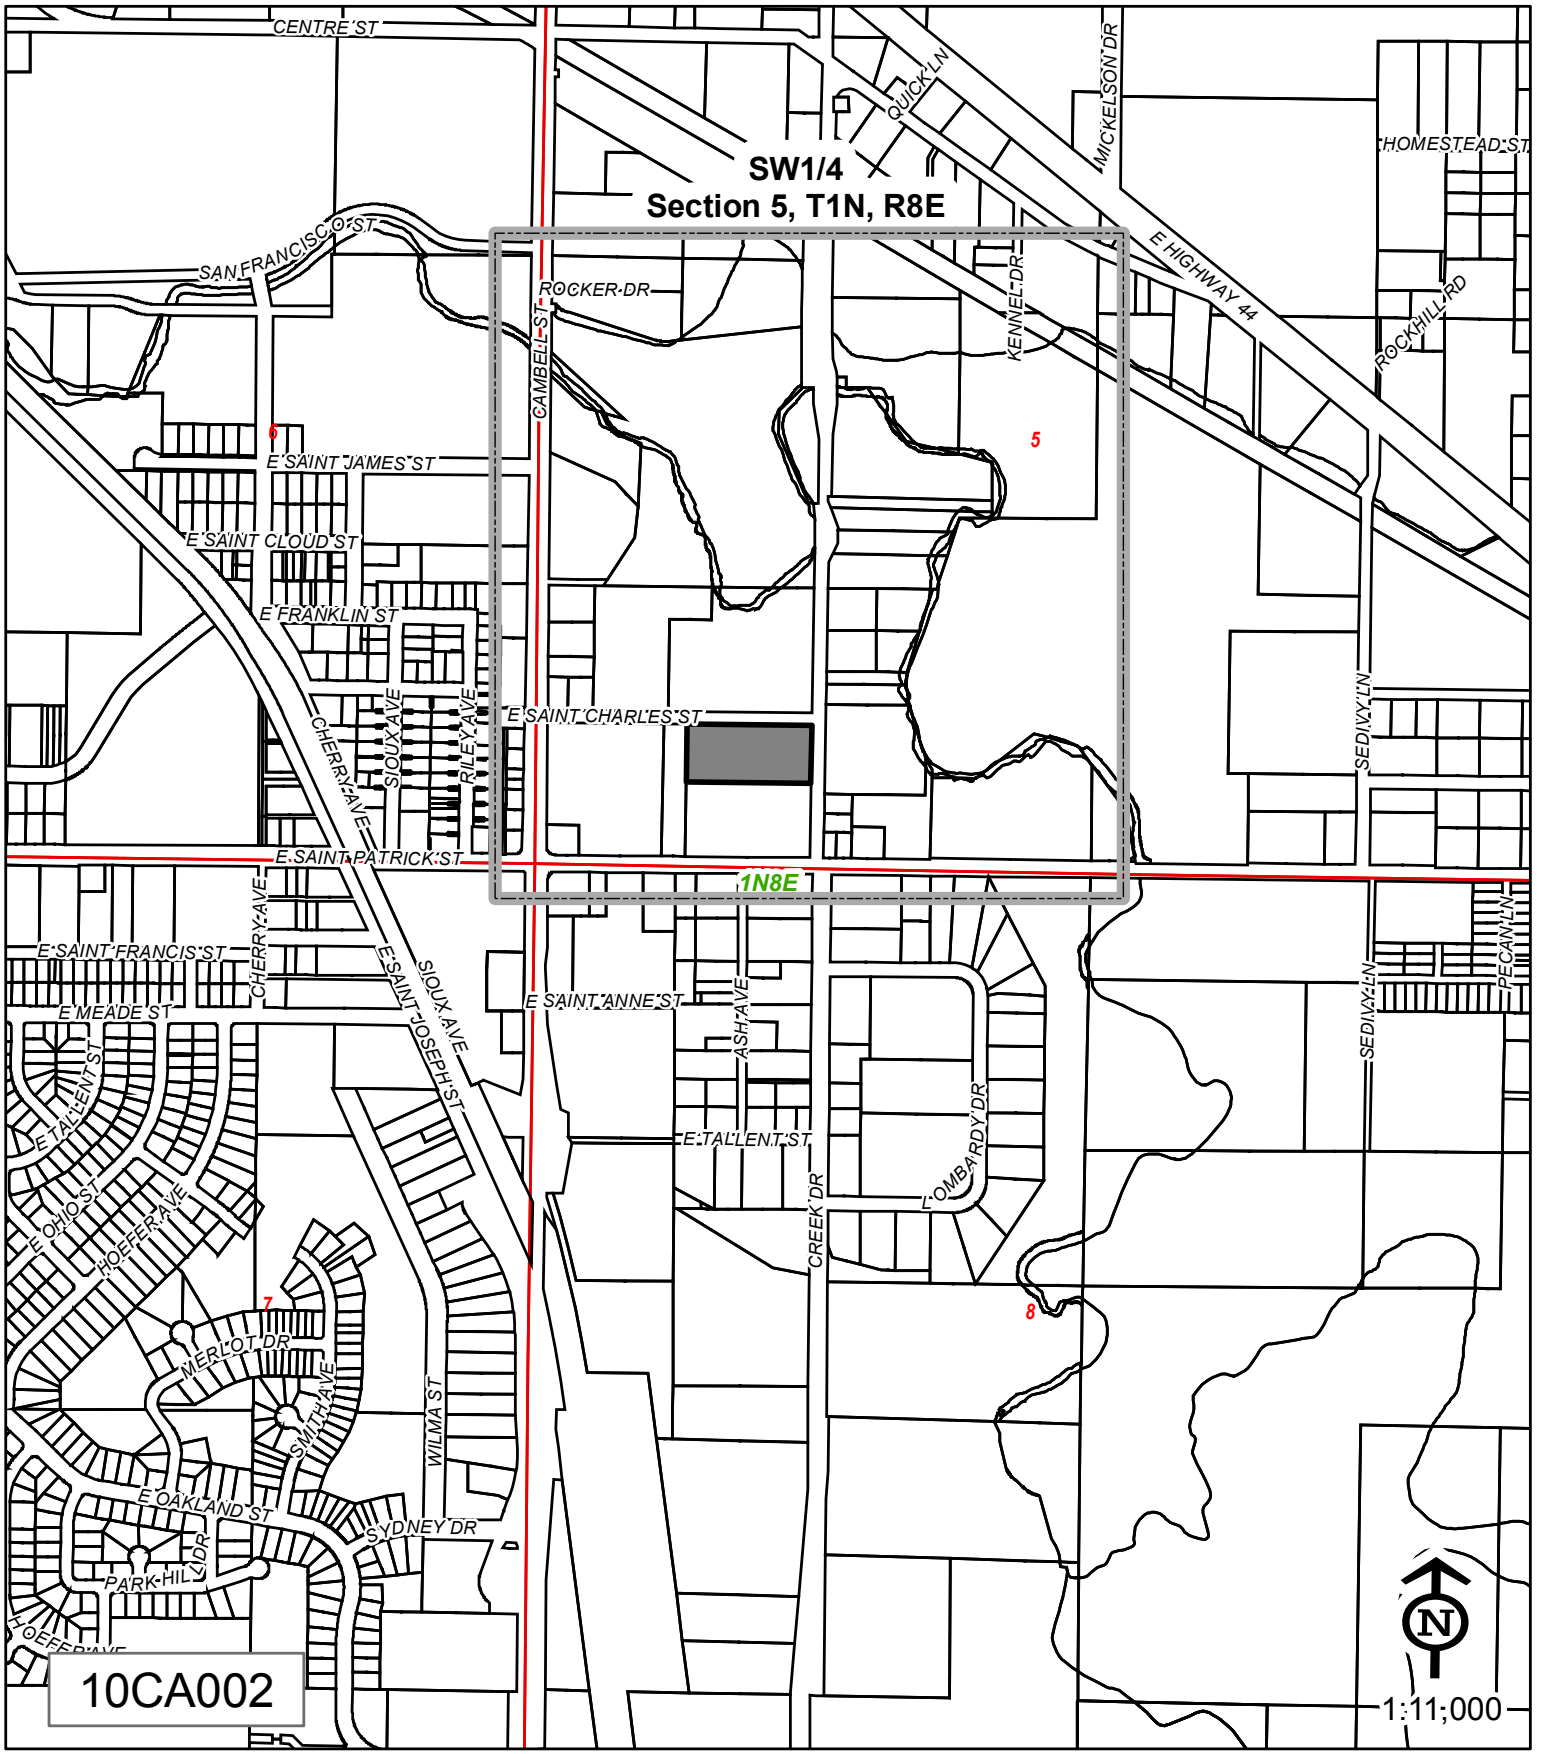 CENTRE ST
QUICK LN
MICKELSON DR
HOMESTEAD ST
SW1/4
Section 5, T1N, R8E
SAN FRANCISCO ST
E HIGHWAY 44
KENNEL DR
ROCKER DR
CAMBELL ST
ROCKHILL RD
6
5
E SAINT JAMES ST
E SAINT CLOUD ST
E FRANKLIN ST
SIOUX AVE
RILEY AVE
E SAINT CHARLES ST
SEDIVY LN
CHERRY AVE
E SAINT PATRICK ST
1N8E
CHERRY AVE
E SAINT FRANCIS ST
E SAINT JOSEPH ST
SIOUX AVE
PECAN LN
E SAINT ANNE ST
E MEADE ST
ASH AVE
SEDIVY LN
E TALLENT ST
LOMBARDY DR
E TALLENT ST
E OHIO ST
HOEFER AVE
CREEK DR
7
8
MERLOT DR
SMITH AVE
WILMA ST
E OAKLAND ST
SYDNEY DR
PARK HILL DR
HOEFER AVE
N
10CA002
1:11,000